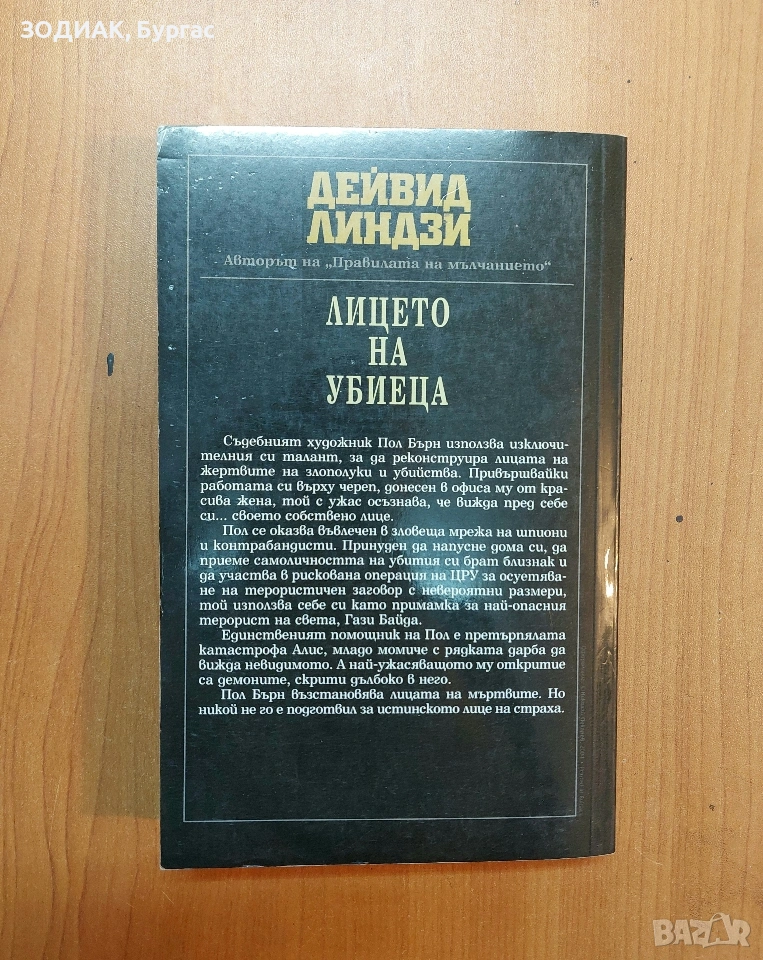 ЗОДИАК, Бургас
ДЕЙВИД
ЛИНДЗИ
Авторът на „Правилата на мълчанието“
ЛИЦЕТО
НА
УБИЕЦА
Съдебният художник Пол Бърн използва изключи-
телния си талант, за да реконструира лицата на
жертвите на злополуки и убийства. Привършвайки
работата си върху череп, донесен в офиса му от кра-
сива жена, той с ужас осъзнава, че вижда пред себе
си... своето собствено лице.
Пол се оказва въвлечен в зловеща мрежа на шпиони
и контрабандисти. Принуден да напусне дома си, да
приеме самоличността на убития си брат близнак и
да участва в рискована операция на ЦРУ за осуетява-
не на терористичен заговор с невероятни размери,
той използва себе си като примамка за най-опасния
терорист на света, Гази Байда.
Единственият помощник на Пол е претърпялата
катастрофа Алис, младо момиче с рядката дарба да
вижда невидимото. А най-ужасяващото му откритие
са демоните, скрити дълбоко в него.
Пол Бърн възстановява лицата на мъртвите. Но
никой не го е подготвил за истинското лице на страха.
BAZAR